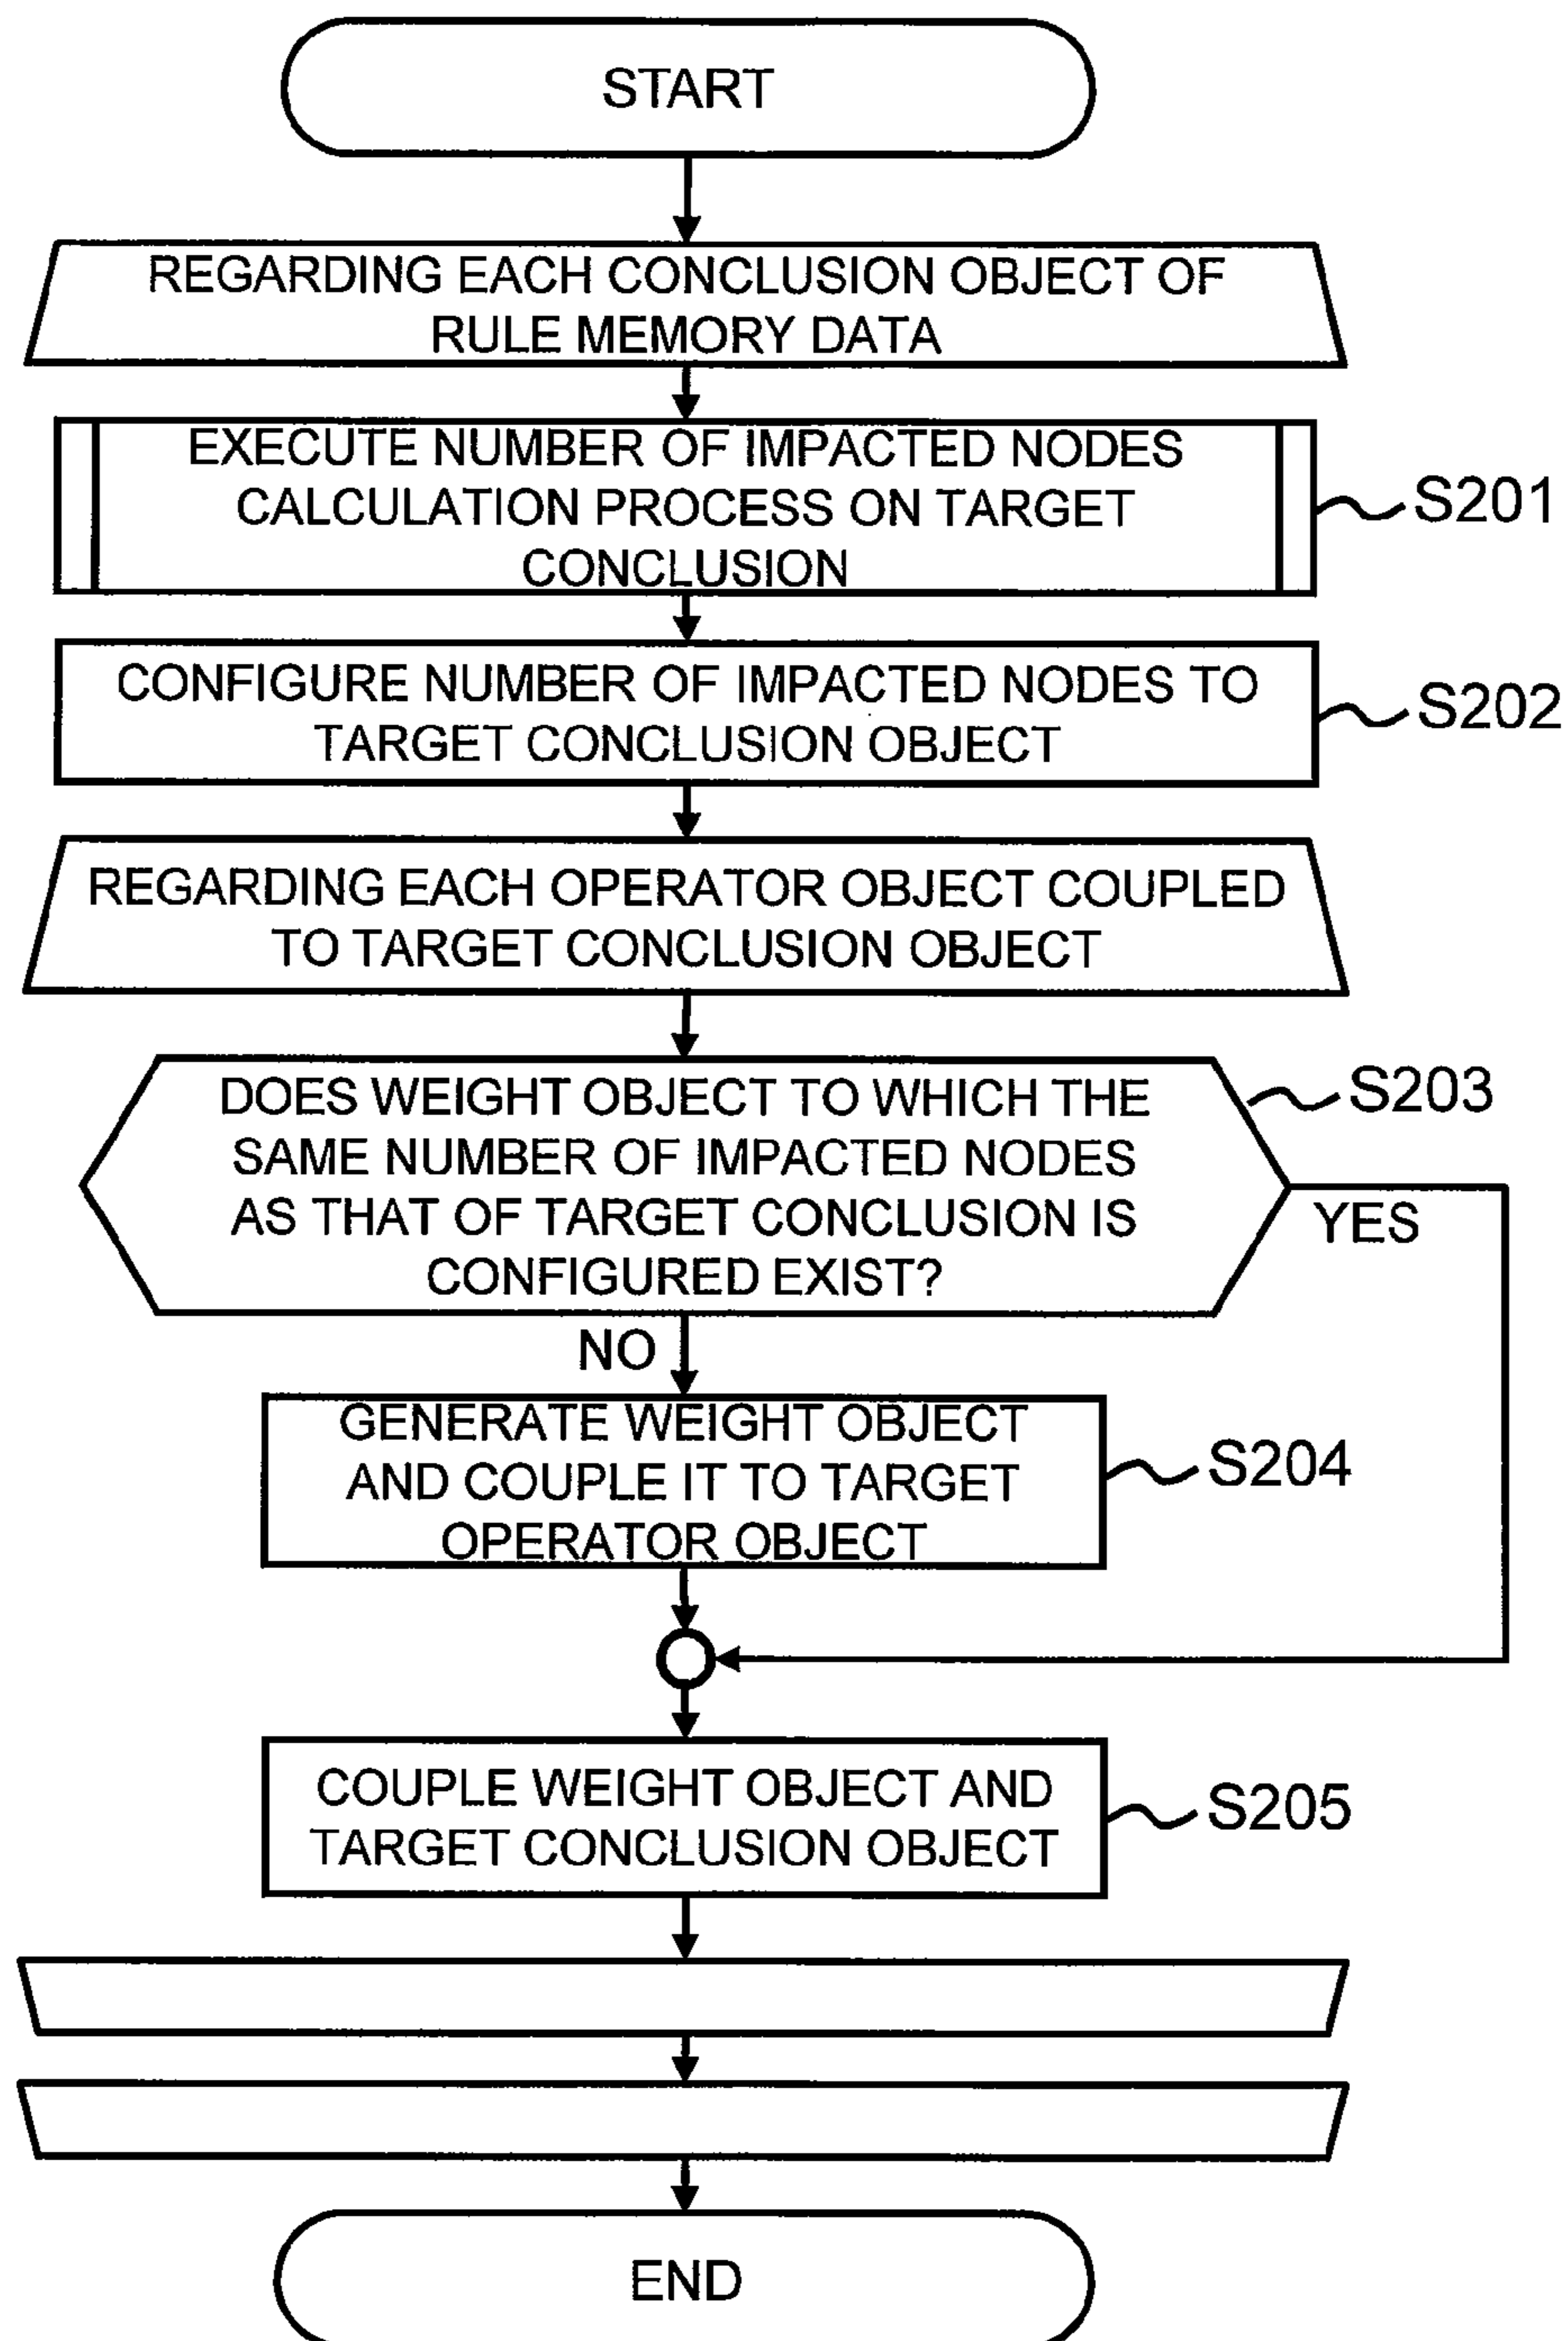 START
REGARDING EACH CONCLUSION OBJECT OF
RULE MEMORY DATA
EXECUTE NUMBER OF IMPACTED NODES
CALCULATION PROCESS ON TARGET
CONCLUSION
S201
CONFIGURE NUMBER OF IMPACTED NODES TO
TARGET CONCLUSION OBJECT
S202
REGARDING EACH OPERATOR OBJECT COUPLED
TO TARGET CONCLUSION OBJECT
DOES WEIGHT OBJECT TO WHICH THE
SAME NUMBER OF IMPACTED NODES
AS THAT OF TARGET CONCLUSION IS
CONFIGURED EXIST?
S203
YES
NO
GENERATE WEIGHT OBJECT
AND COUPLE IT TO TARGET
OPERATOR OBJECT
S204
COUPLE WEIGHT OBJECT AND
TARGET CONCLUSION OBJECT
S205
END